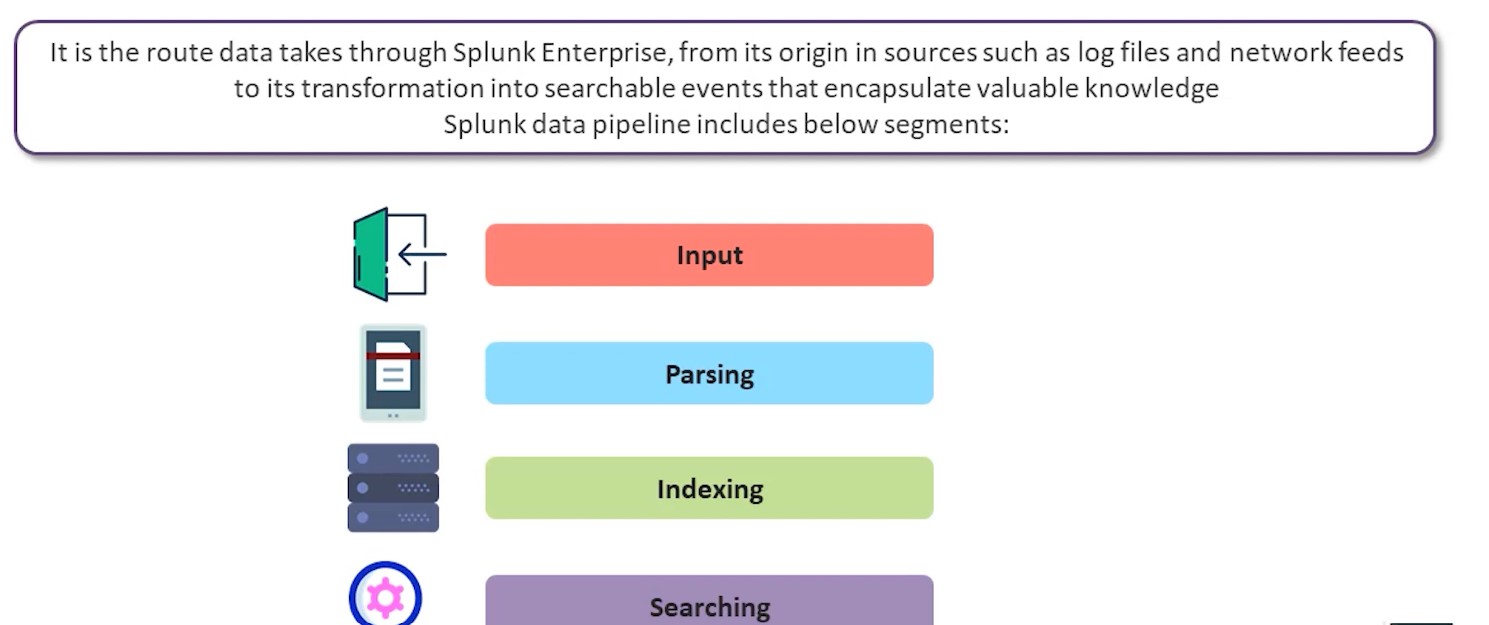 It is the route data takes through Splunk Enterprise, from its origin in sources such as log files and network feeds
to its transformation into searchable events that encapsulate valuable knowledge
Splunk data pipeline includes below segments:
Input
Parsing
Indexing
Searching